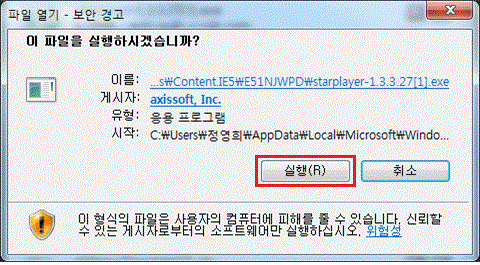 파일 열기 - 보안 경고
이 파일을 실행하시겠습니까?
이름: ...s₩Content.IE5₩E51NJWPD₩starplayer-1.3.3.27[1].exe
게시자: axissoft, Inc.
유형: 응용 프로그램
시작: C:₩Users₩정영희₩AppData₩Local₩Microsoft₩Windo...
실행(R) 취소
이 형식의 파일은 사용자의 컴퓨터에 피해를 줄 수 있습니다. 신뢰할
수 있는 게시자로부터의 소프트웨어만 실행하십시오. 위험성